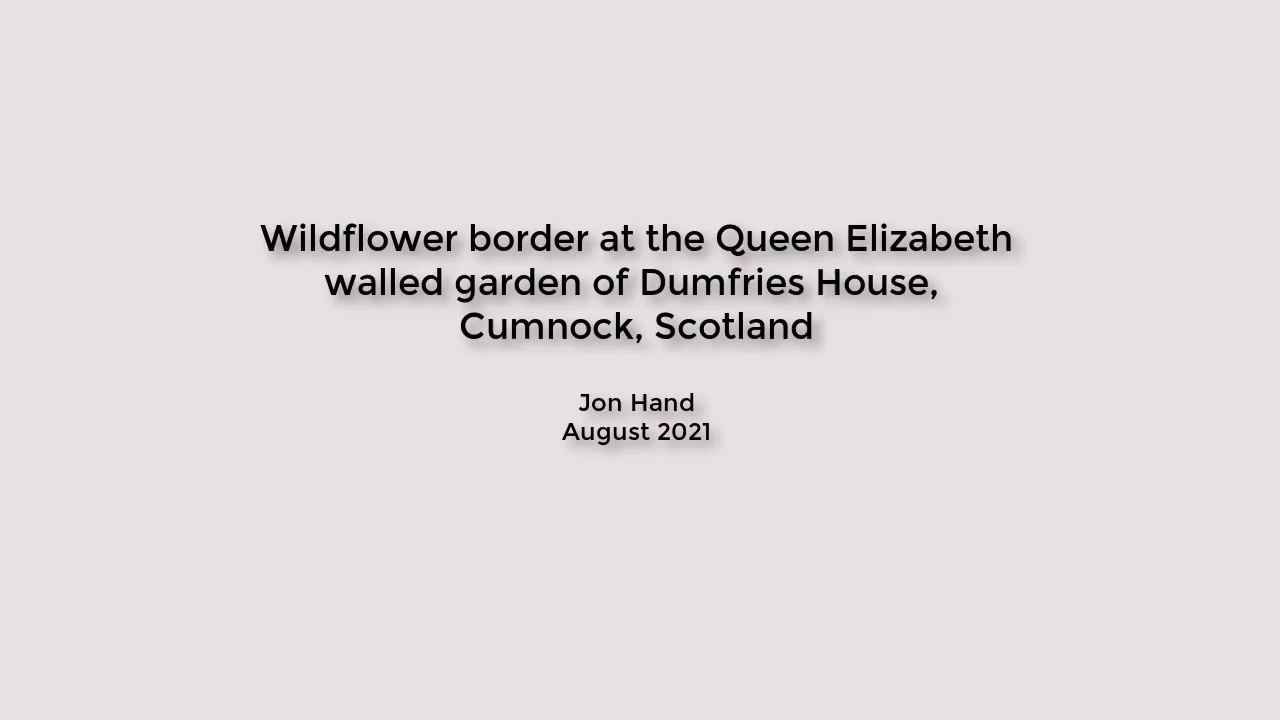 Wildflower border at the Queen Elizabeth
walled garden of Dumfries House,
Cumnock, Scotland
Jon Hand
August 2021